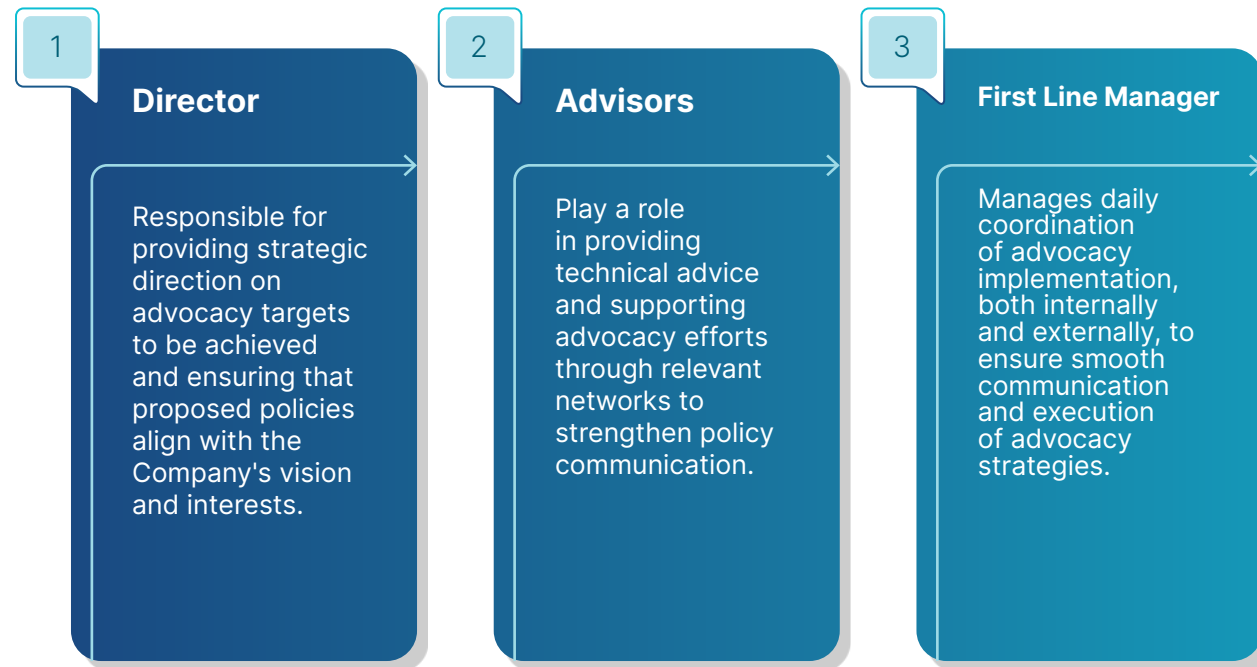 1
Director
Responsible for
providing strategic
direction on
advocacy targets
to be achieved
and ensuring that
proposed policies
align with the
Company's vision
and interests.
2
Advisors
Play a role
in providing
technical advice
and supporting
advocacy efforts
through relevant
networks to
strengthen policy
communication.
3
First Line Manager
Manages daily
coordination
of advocacy
implementation,
both internally
and externally, to
ensure smooth
communication
and execution
of advocacy
strategies.